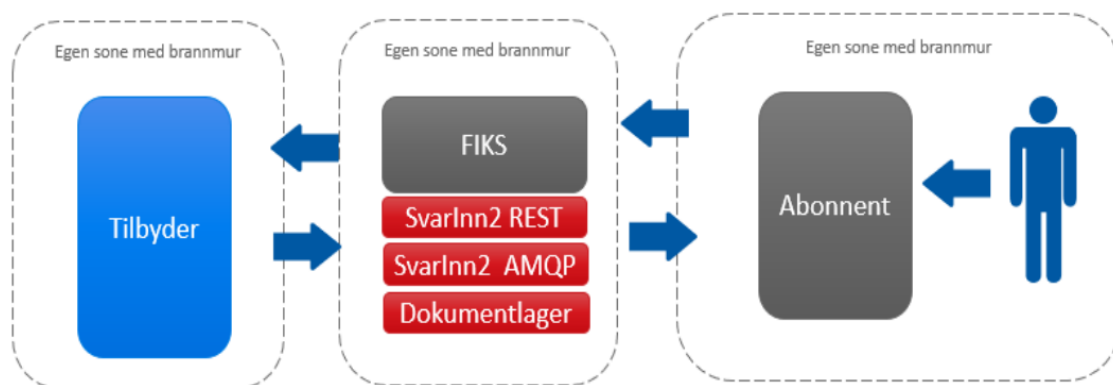 Egen sone med brannmur
Tilbyder
Egen sone med brannmur
FIKS
SvarInn2 REST
SvarInn2 AMQP
Dokumentlager
Egen sone med brannmur
Abonnent